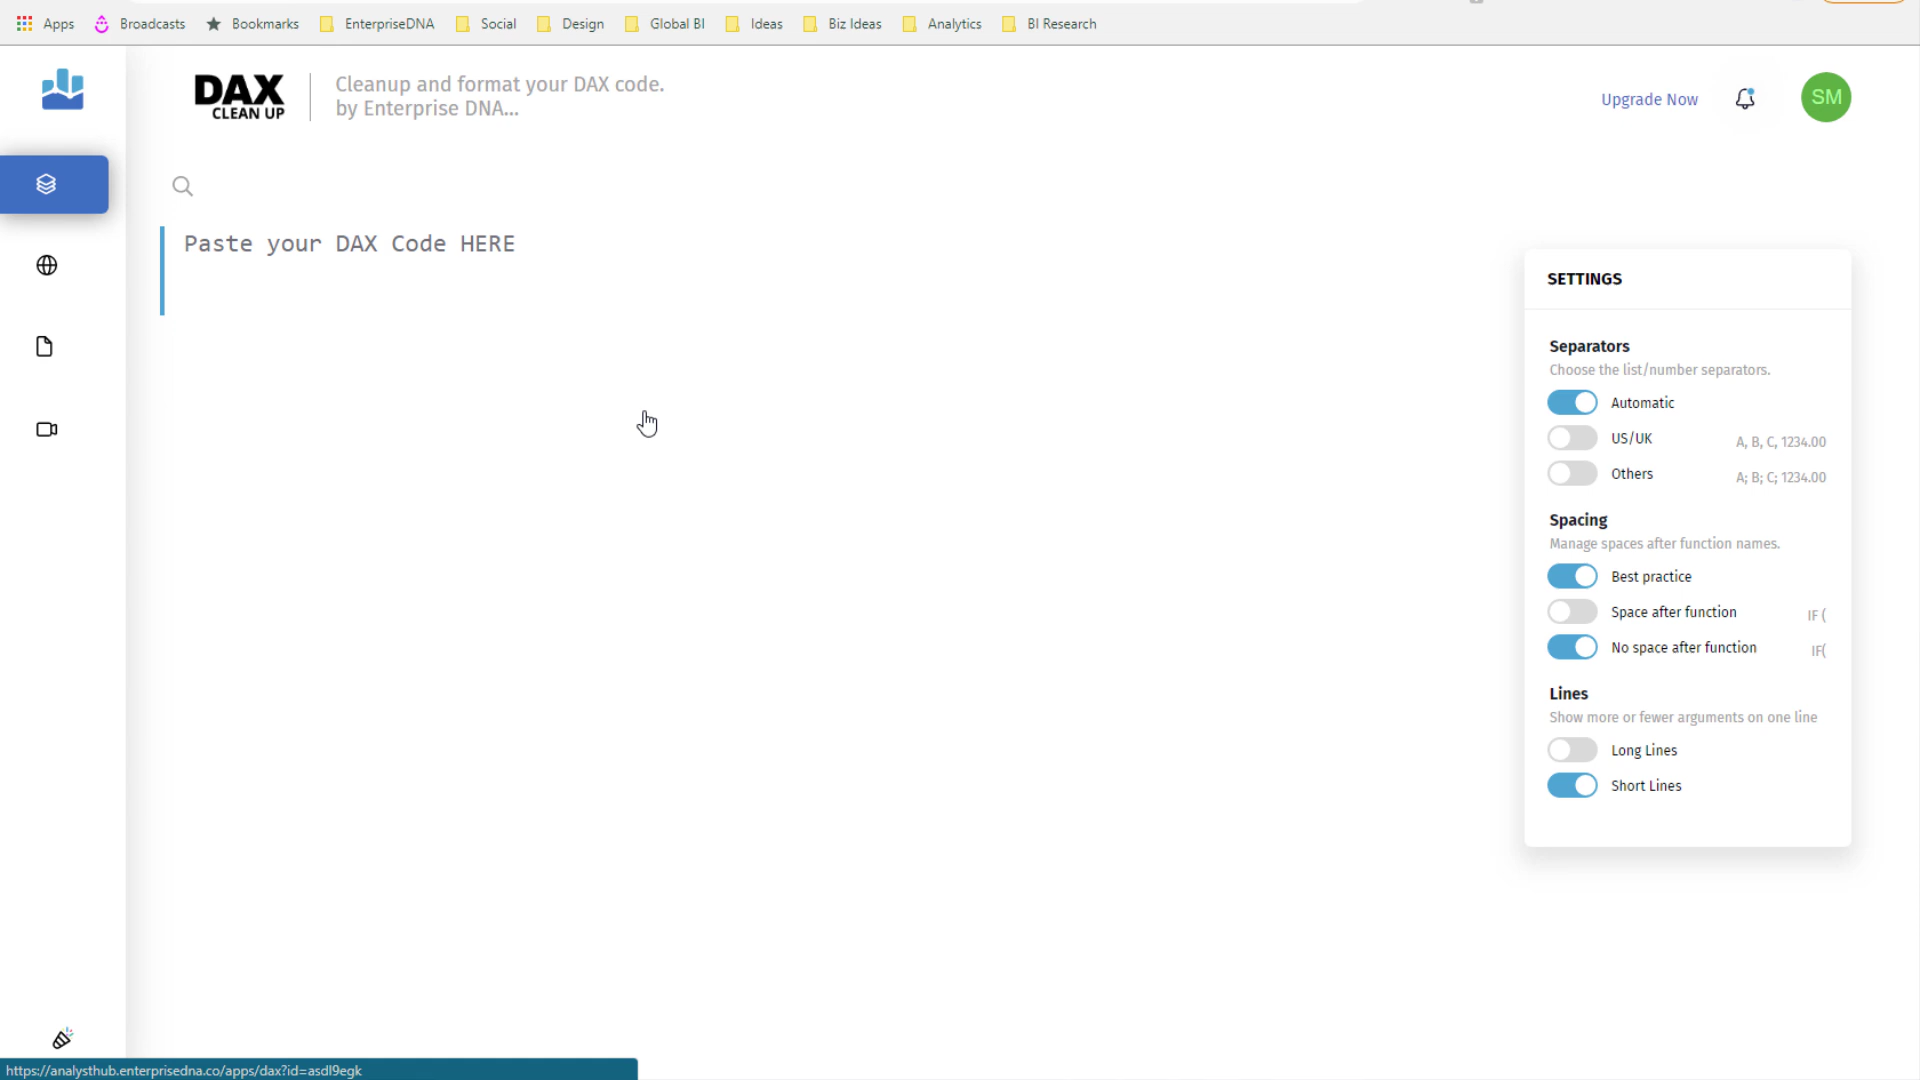 Apps Broadcasts Bookmarks EnterpriseDNA Social Design Global BI Ideas Biz Ideas Analytics BI Research
DAX
CLEAN UP
Cleanup and format your DAX code.
by Enterprise DNA...
Upgrade Now
SM
Paste your DAX Code HERE
SETTINGS
Separators
Choose the list/number separators.
Automatic
US/UK A, B, C, 1234.00
Others A; B; C; 1234.00
Spacing
Manage spaces after function names.
Best practice
Space after function IF (
No space after function IF(
Lines
Show more or fewer arguments on one line
Long Lines
Short Lines
https://analysthub.enterprisedna.co/apps/dax?id=asdl9egk